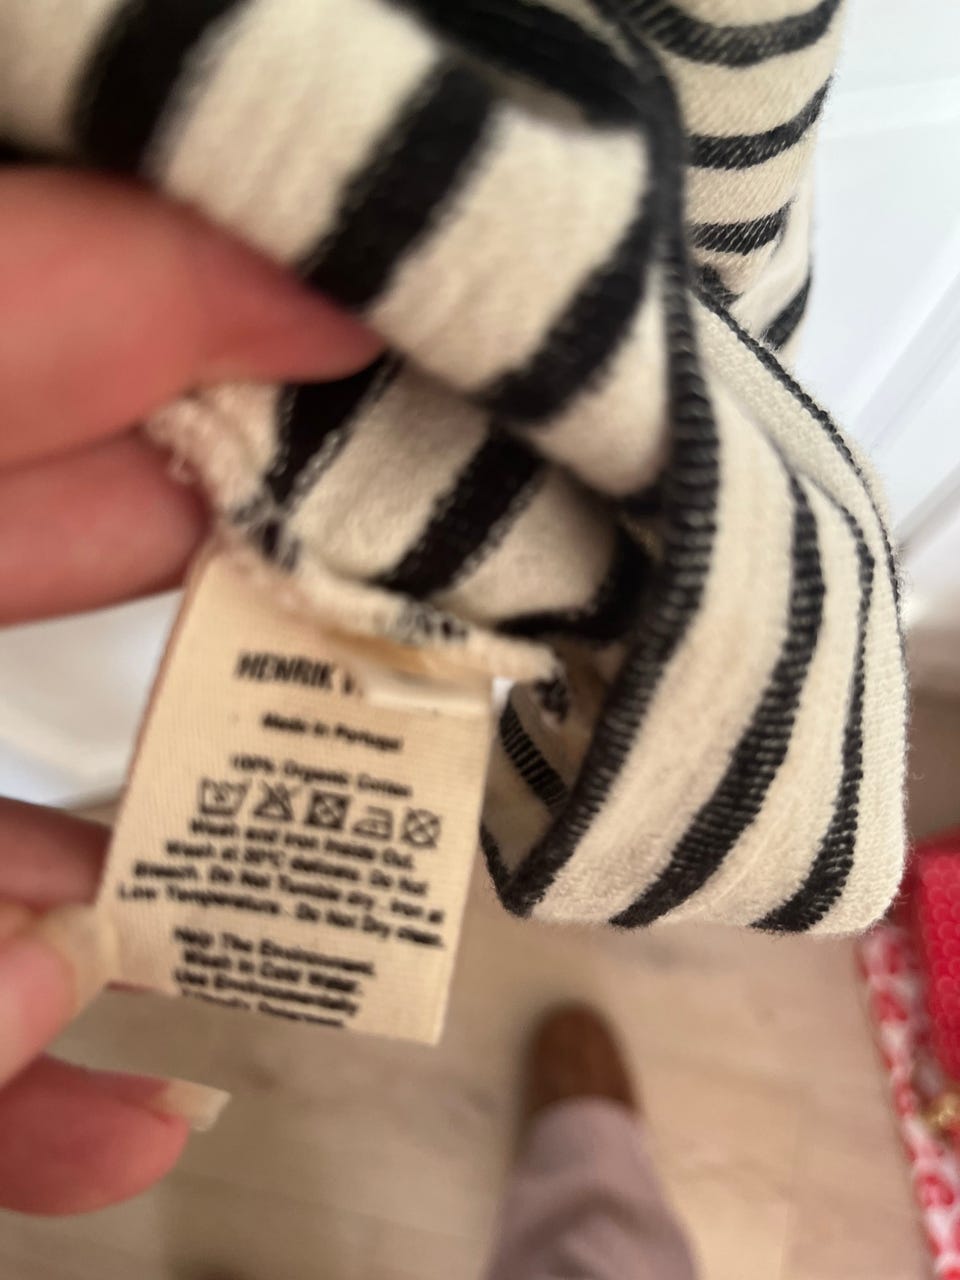 HENRIK
Made in Portugal
100% Organic Cotton
Wash and Iron Inside Out.
Wash at 30°C delicate. Do Not
Bleach. Do Not Tumble dry. Iron at
Low Temperature. Do Not Dry clean.
Help The Environment.
Wash in Cold Water.
Use Environmentally